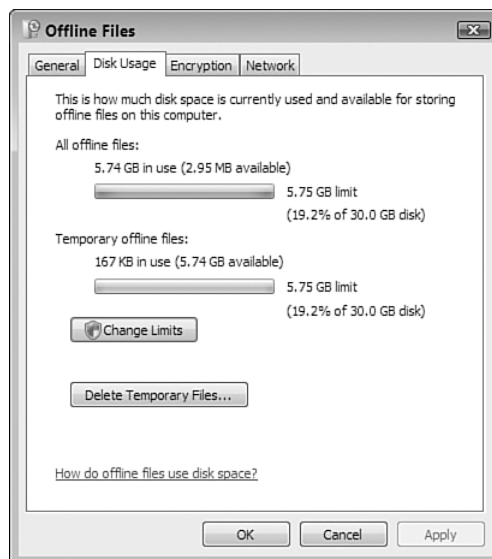 Offline Files
General Disk Usage Encryption Network
This is how much disk space is currently used and available for storing
offline files on this computer.
All offline files:
5.74 GB in use (2.95 MB available)
5.75 GB limit
(19.2% of 30.0 GB disk)
Temporary offline files:
167 KB in use (5.74 GB available)
5.75 GB limit
(19.2% of 30.0 GB disk)
Change Limits
Delete Temporary Files...
How do offline files use disk space?
OK Cancel Apply